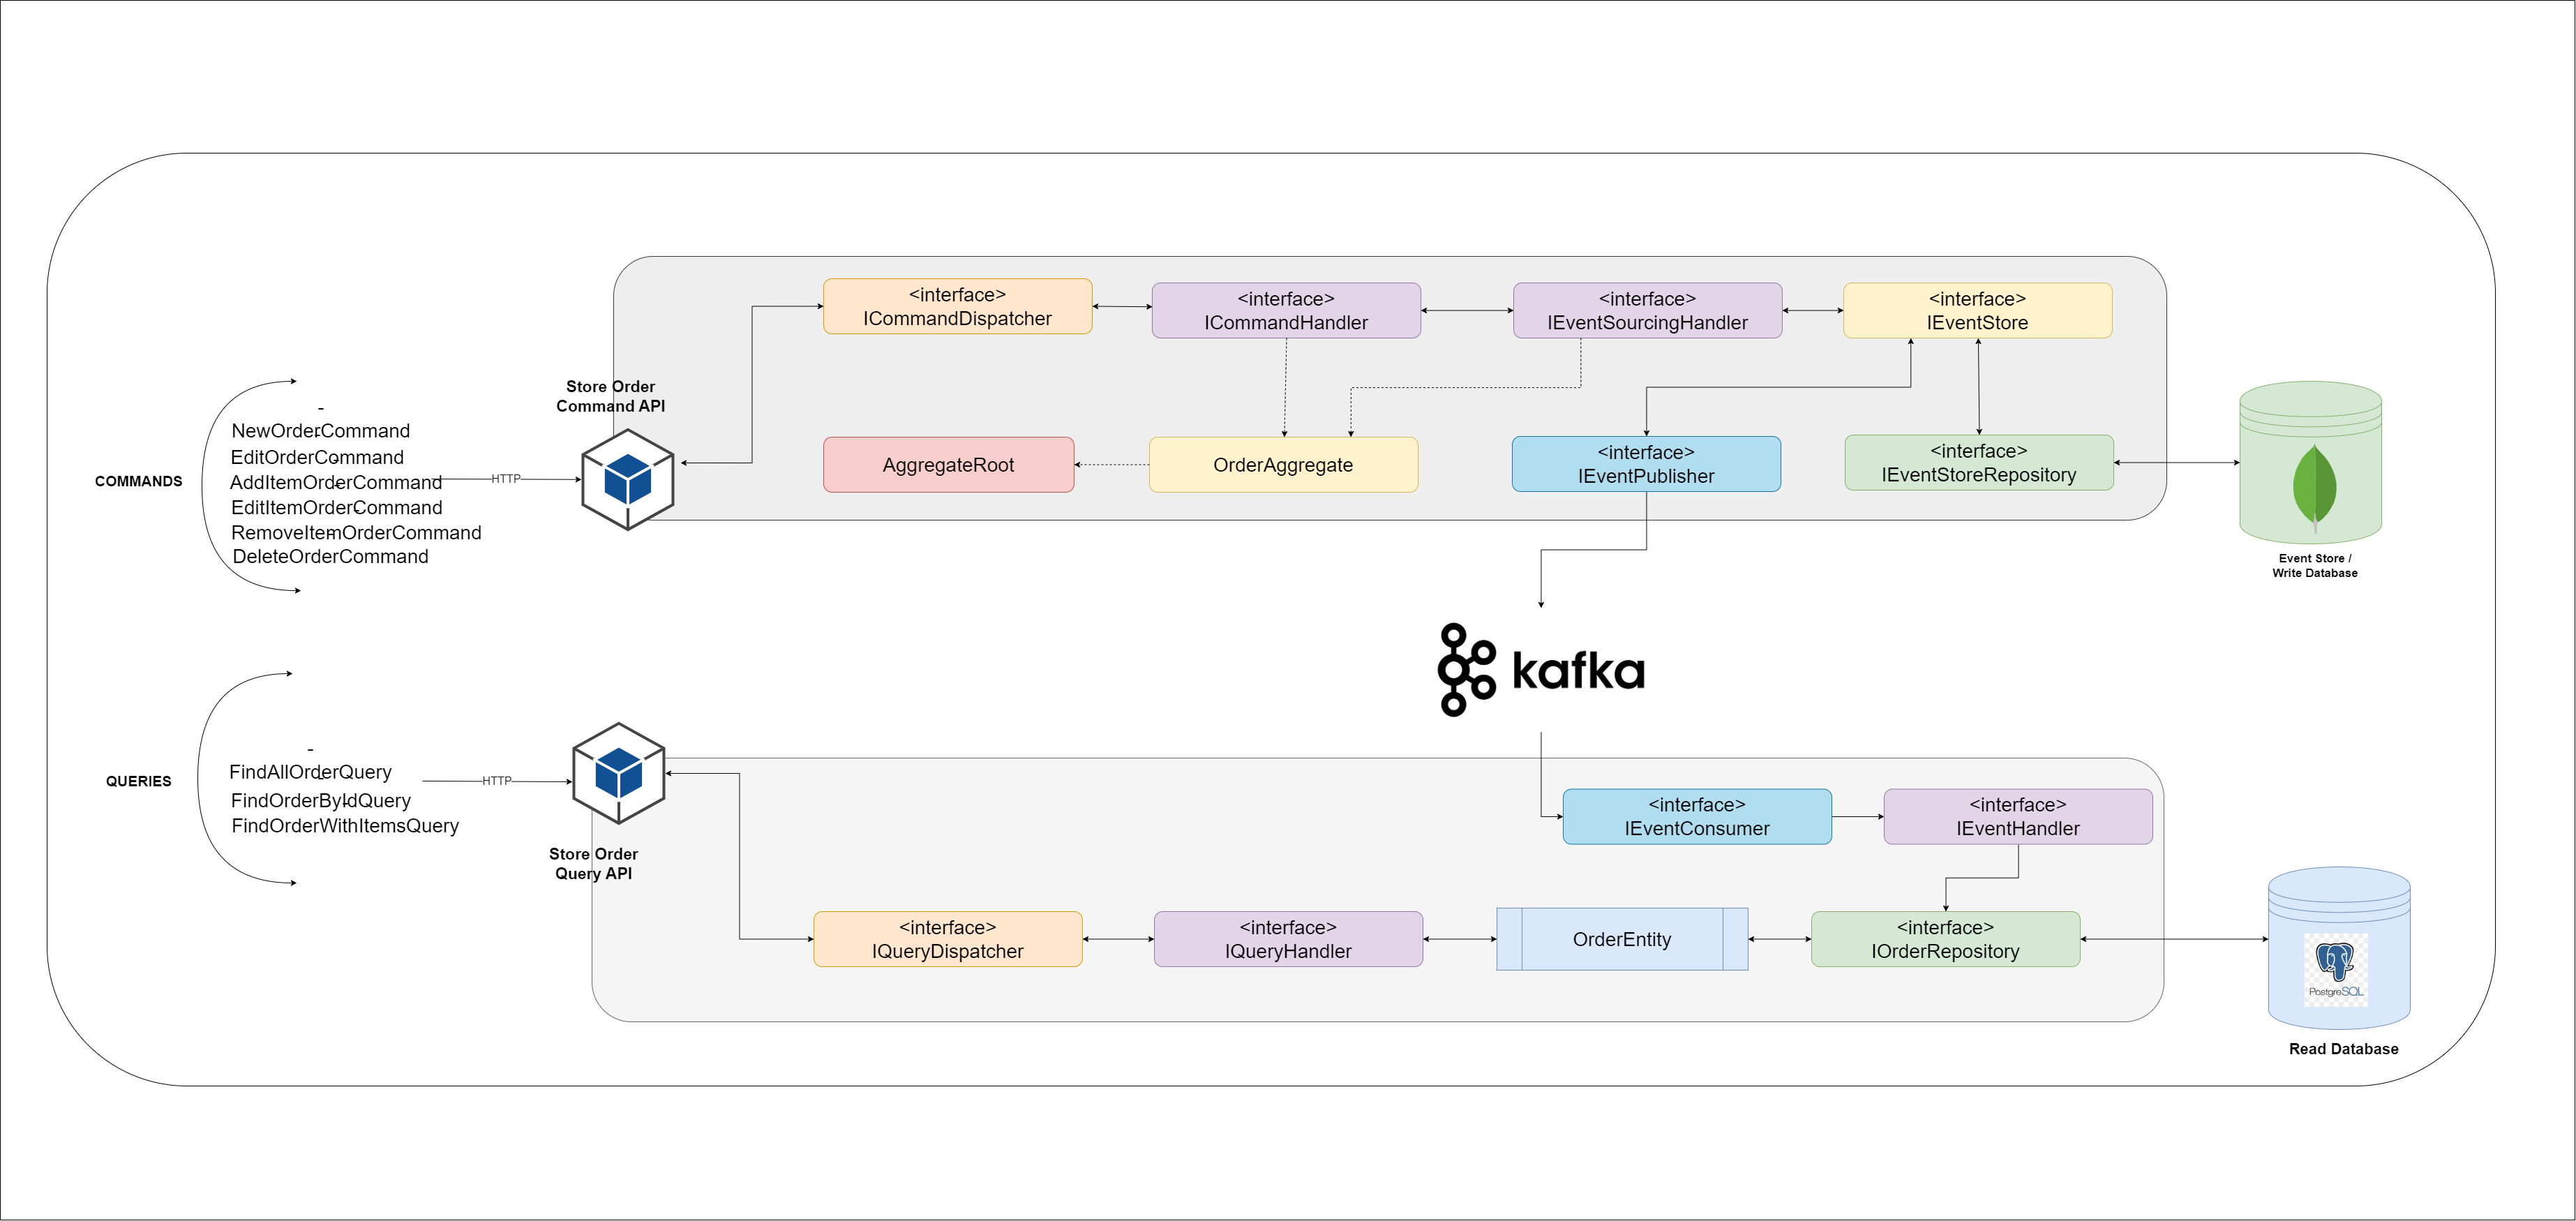 <interface>
ICommandDispatcher
<interface>
ICommandHandler
<interface>
IEventSourcingHandler
<interface>
IEventStore
Store Order
Command API
COMMANDS
NewOrderCommand
EditOrderCommand
AddItemOrderCommand
EditItemOrderCommand
RemoveItemOrderCommand
DeleteOrderCommand
HTTP
AggregateRoot
OrderAggregate
<interface>
IEventPublisher
<interface>
IEventStoreRepository
Event Store /
Write Database
kafka
QUERIES
FindAllOrderQuery
FindOrderByIdQuery
FindOrderWithItemsQuery
HTTP
Store Order
Query API
<interface>
IEventConsumer
<interface>
IEventHandler
<interface>
IQueryDispatcher
<interface>
IQueryHandler
OrderEntity
<interface>
IOrderRepository
PostgreSQL
Read Database